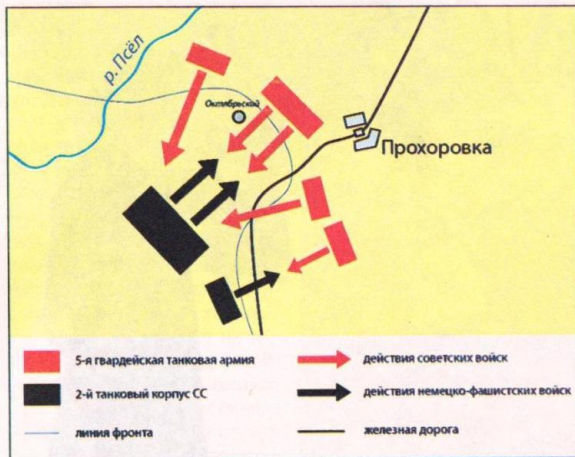 р. Псёл
Октябрьский
Прохоровка
5-я гвардейская танковая армия
действия советских войск
2-й танковый корпус СС
действия немецко-фашистских войск
линия фронта
железная дорога